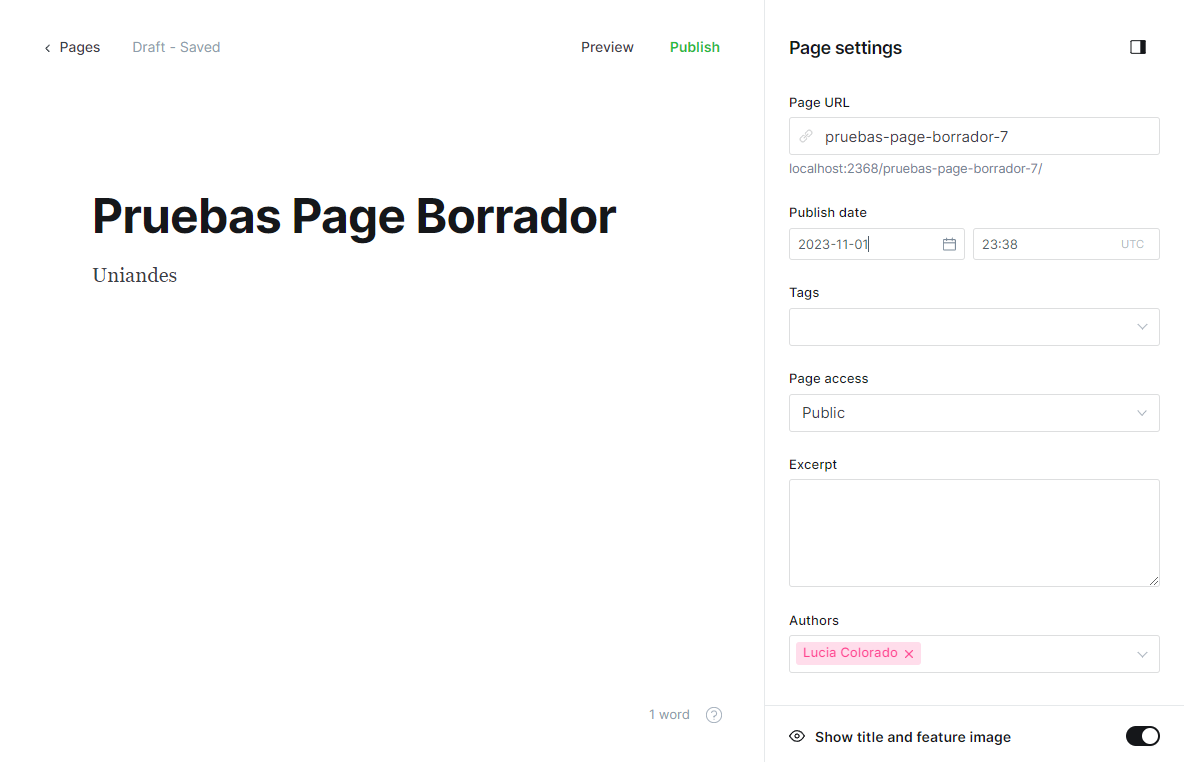 Pages Draft - Saved Preview Publish
Pruebas Page Borrador
Uniandes
1 word
Page settings
Page URL
pruebas-page-borrador-7
localhost:2368/pruebas-page-borrador-7/
Publish date
2023-11-01 23:38 UTC
Tags
Page access
Public
Excerpt
Authors
Lucia Colorado
Show title and feature image